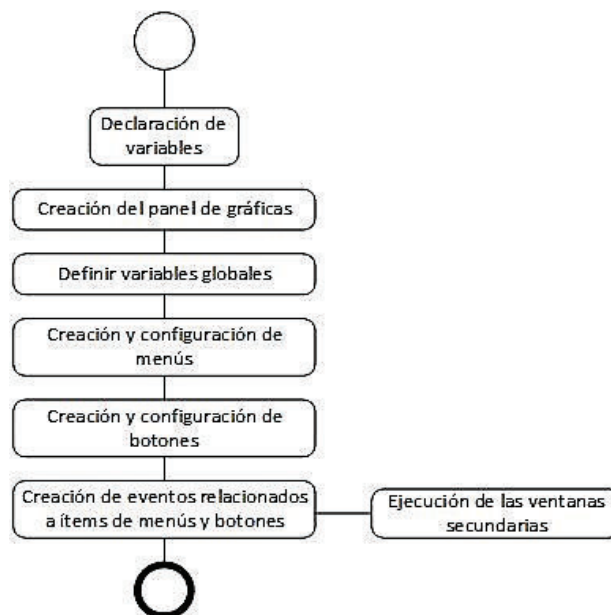 Declaración de
variables
Creación del panel de gráficas
Definir variables globales
Creación y configuración de
menús
Creación y configuración de
botones
Creación de eventos relacionados
a ítems de menús y botones
Ejecución de las ventanas
secundarias